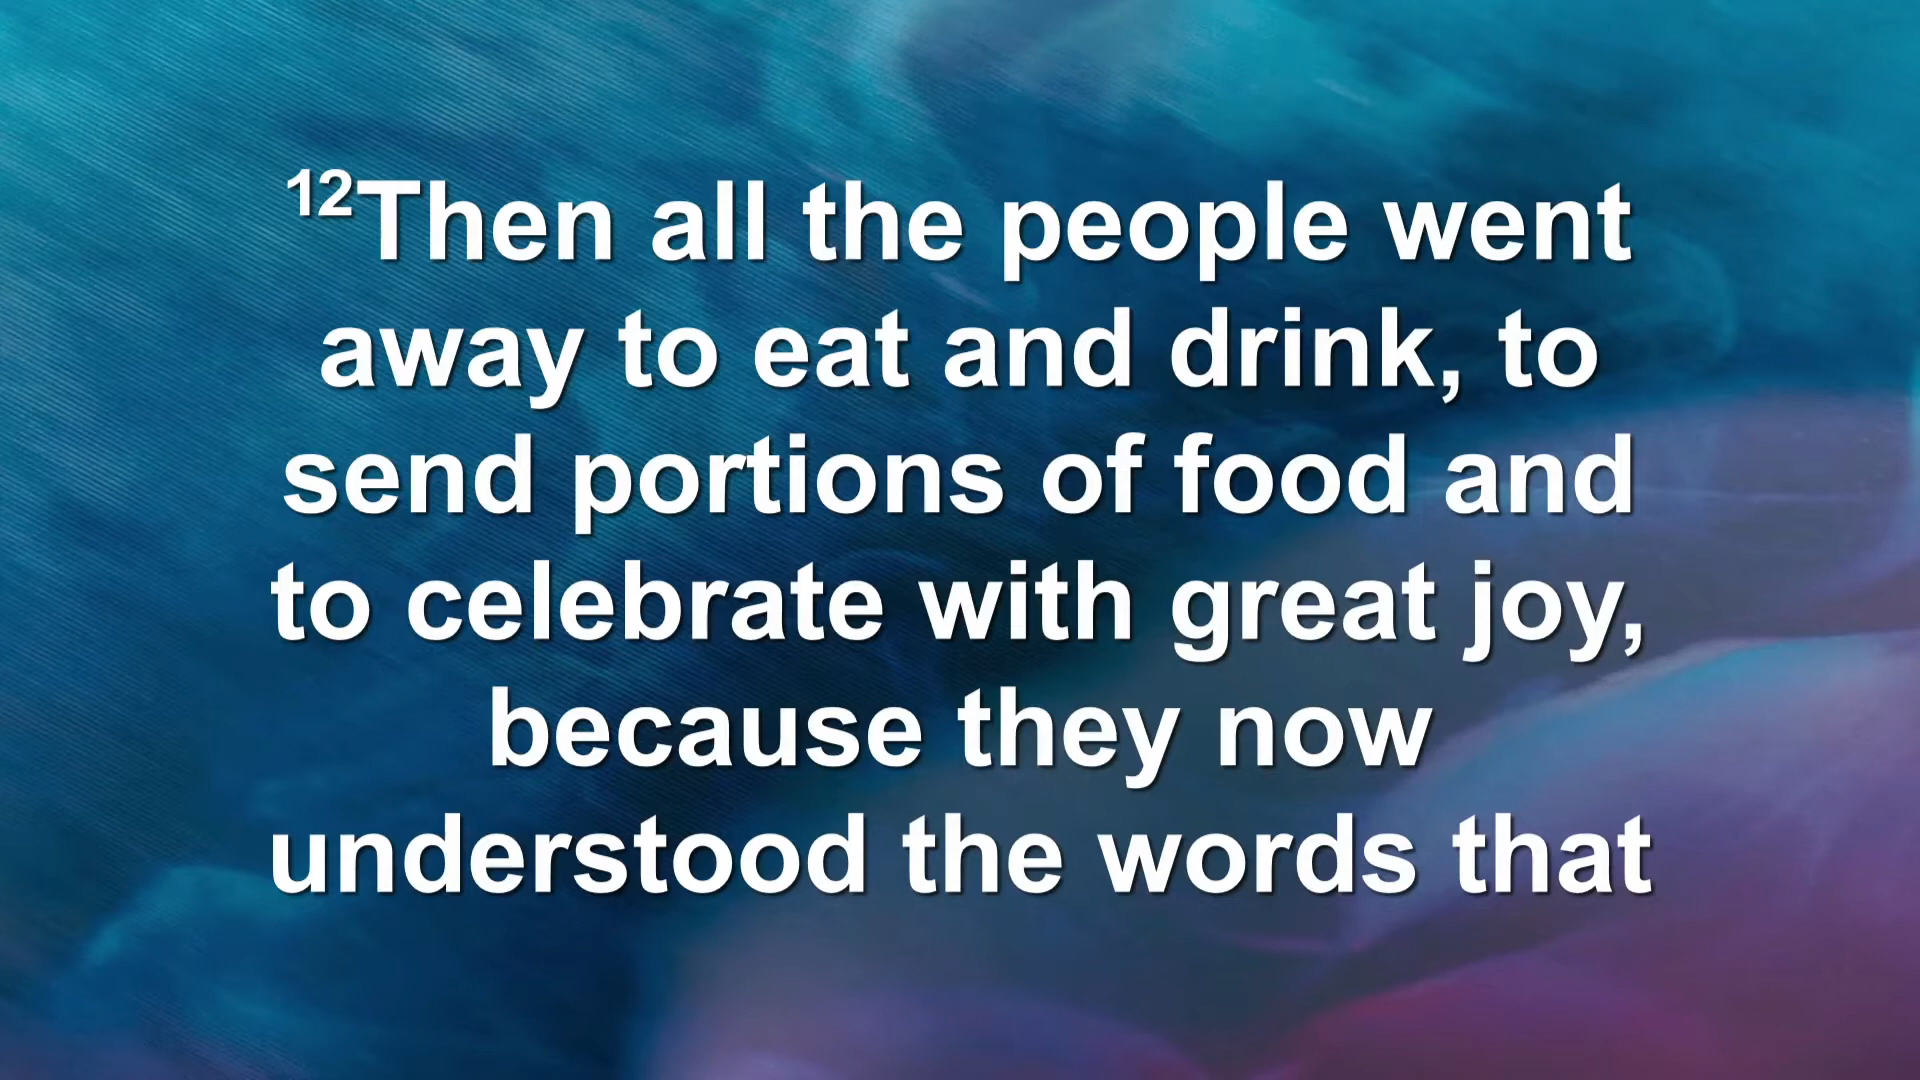 12Then all the people went
away to eat and drink, to
send portions of food and
to celebrate with great joy,
because they now
understood the words that